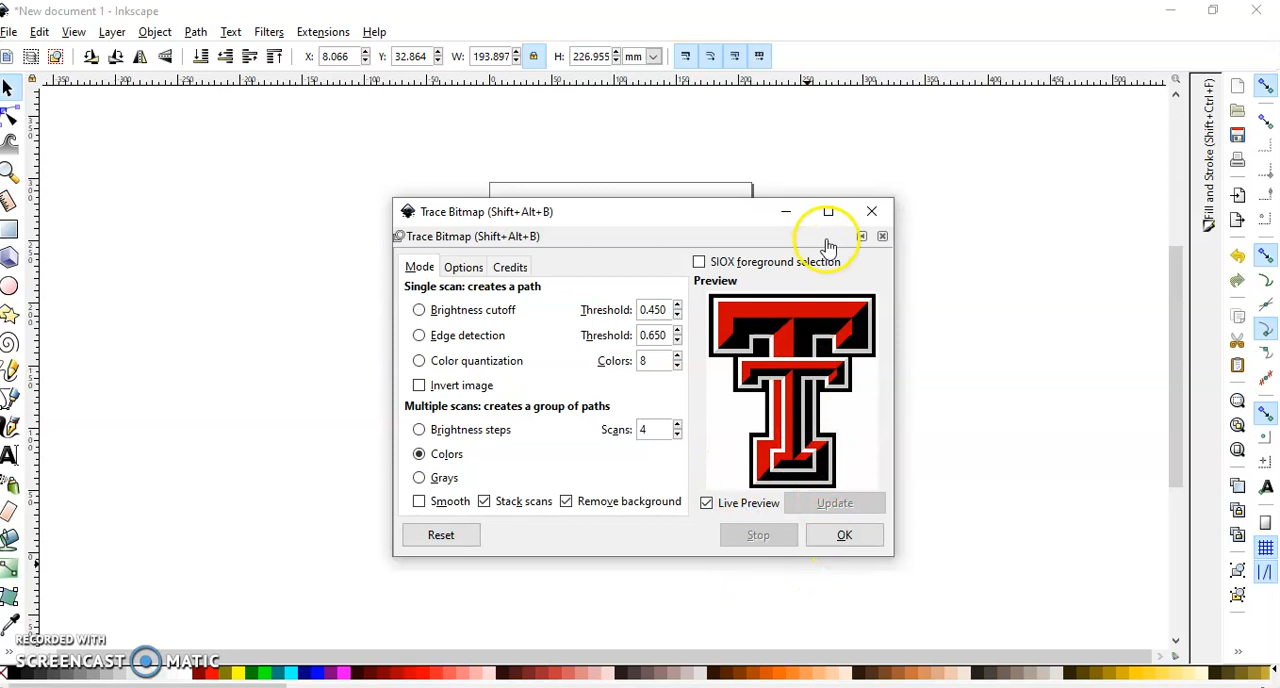 *New document 1 - Inkscape
File Edit View Layer Object Path Text Filters Extensions Help
X: 8.066 Y: 32.864 W: 193.897 H: 226.955 mm
Trace Bitmap (Shift+Alt+B)
Trace Bitmap (Shift+Alt+B)
Mode Options Credits
SIOX foreground selection
Preview
Single scan: creates a path
Brightness cutoff Threshold: 0.450
Edge detection Threshold: 0.650
Color quantization Colors: 8
Invert image
Multiple scans: creates a group of paths
Brightness steps Scans: 4
Colors
Grays
Smooth Stack scans Remove background
Live Preview Update
Reset Stop OK
Fill and Stroke (Shift+Ctrl+F)
RECORDED WITH
SCREENCAST MATIC